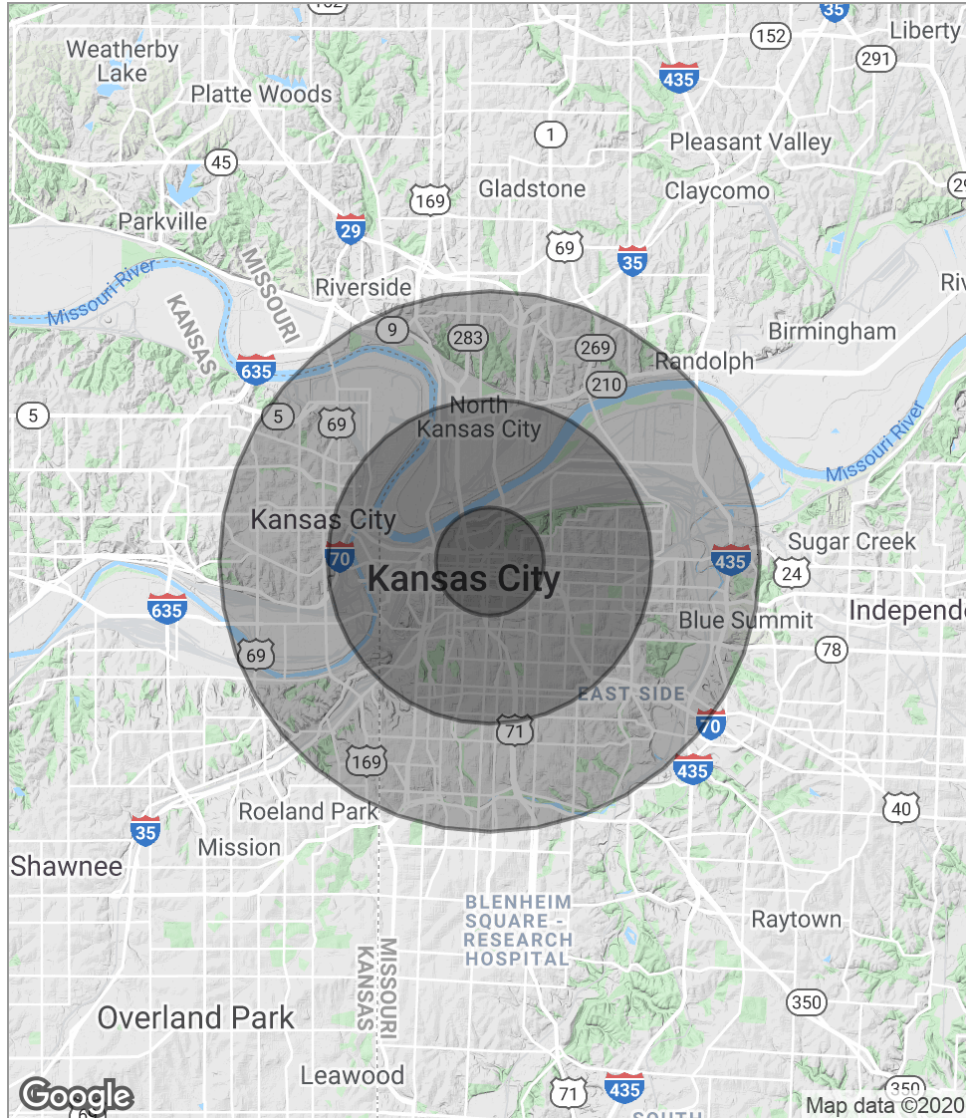 35
152
Liberty
291
Weatherby
Lake
435
Platte Woods
1
Pleasant Valley
45
169
Gladstone
Claycomo
Parkville
29
69
35
Missouri River
MISSOURI
KANSAS
Riverside
Birmingham
9
283
269
Randolph
635
210
5
5
69
North
Kansas City
Missouri River
Kansas City
70
435
Sugar Creek
24
Kansas City
635
Blue Summit
69
78
EAST SIDE
71
70
169
435
Roeland Park
40
35
Mission
Shawnee
BLENHEIM
SQUARE -
RESEARCH
HOSPITAL
Raytown
MISSOURI
KANSAS
350
Overland Park
Leawood
71
435
350
Google
Map data ©2020